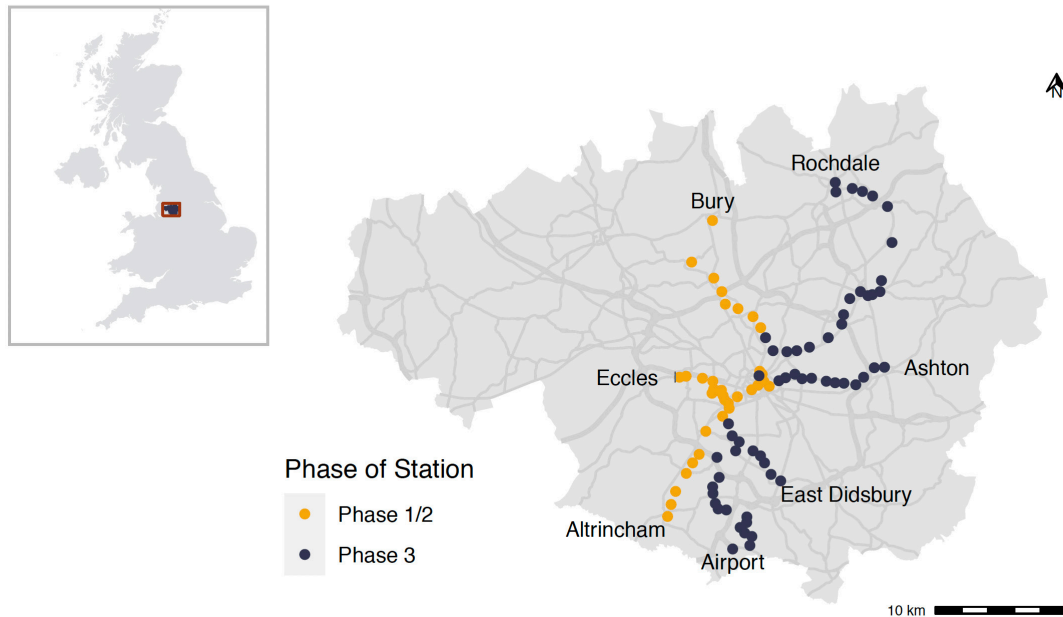 N
Rochdale
Bury
Eccles
Ashton
Phase of Station
Phase 1/2
Phase 3
East Didsbury
Altrincham
Airport
10 km